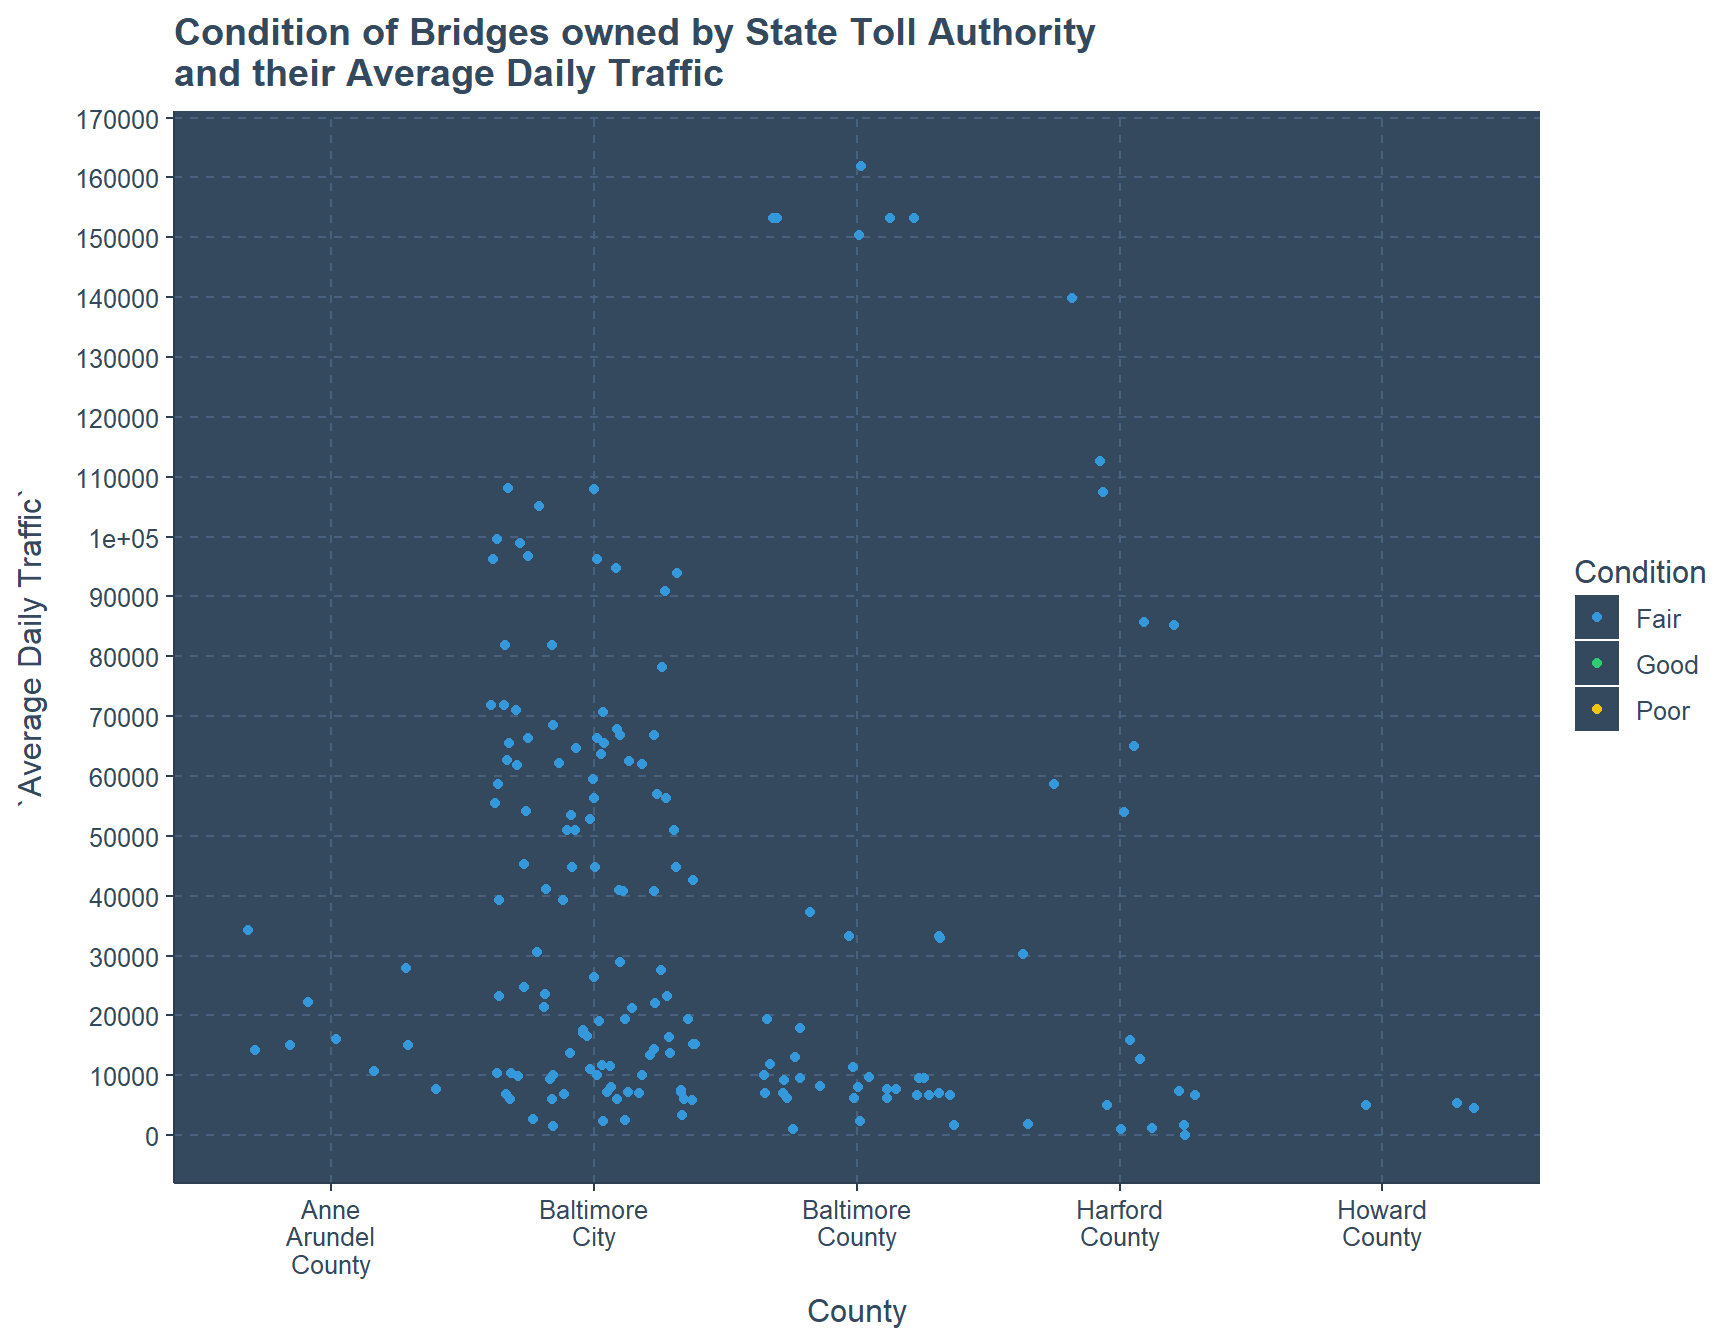 Condition of Bridges owned by State Toll Authority
and their Average Daily Traffic
170000
160000
150000
140000
130000
120000
110000
1e+05
90000
80000
70000
60000
50000
40000
30000
20000
10000
0
`Average Daily Traffic`
Anne
Arundel
County
Baltimore
City
Baltimore
County
Harford
County
Howard
County
County
Condition
Fair
Good
Poor